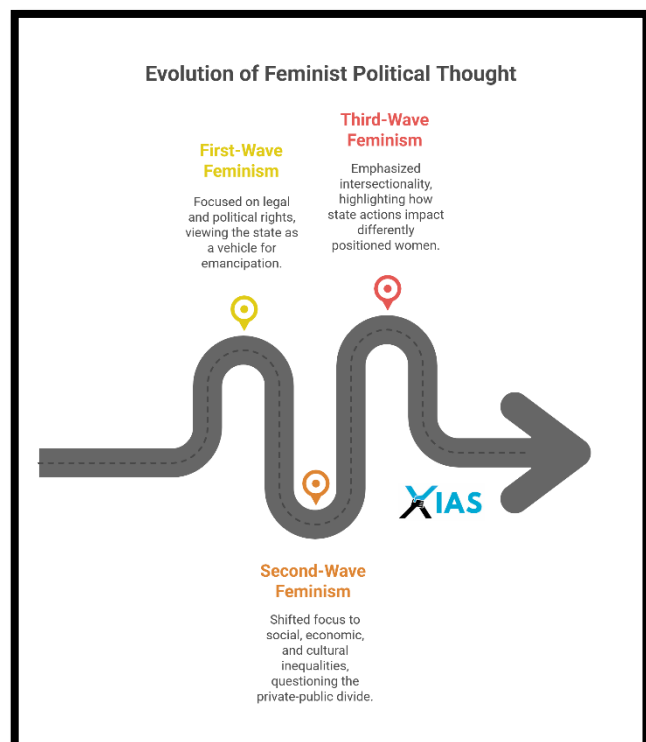 Evolution of Feminist Political Thought
First-Wave
Feminism
Focused on legal
and political rights,
viewing the state as
a vehicle for
emancipation.
Third-Wave
Feminism
Emphasized
intersectionality,
highlighting how
state actions impact
differently
positioned women.
XIAS
Second-Wave
Feminism
Shifted focus to
social, economic,
and cultural
inequalities,
questioning the
private-public divide.